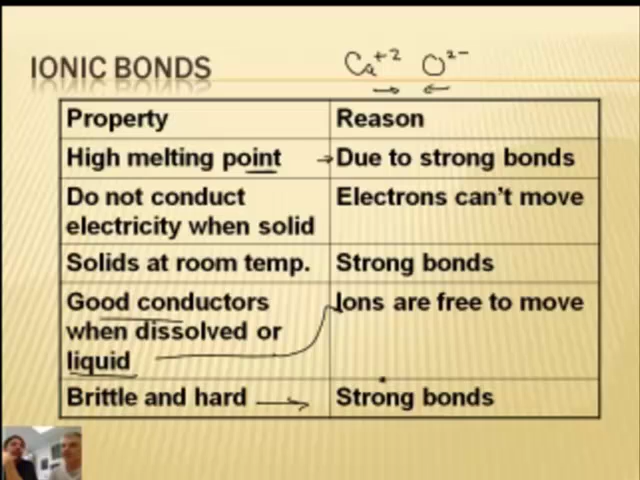 IONIC BONDS
Ca+2 O2-
Property Reason
High melting point Due to strong bonds
Do not conduct Electrons can't move
electricity when solid
Solids at room temp. Strong bonds
Good conductors Ions are free to move
when dissolved or
liquid
Brittle and hard Strong bonds